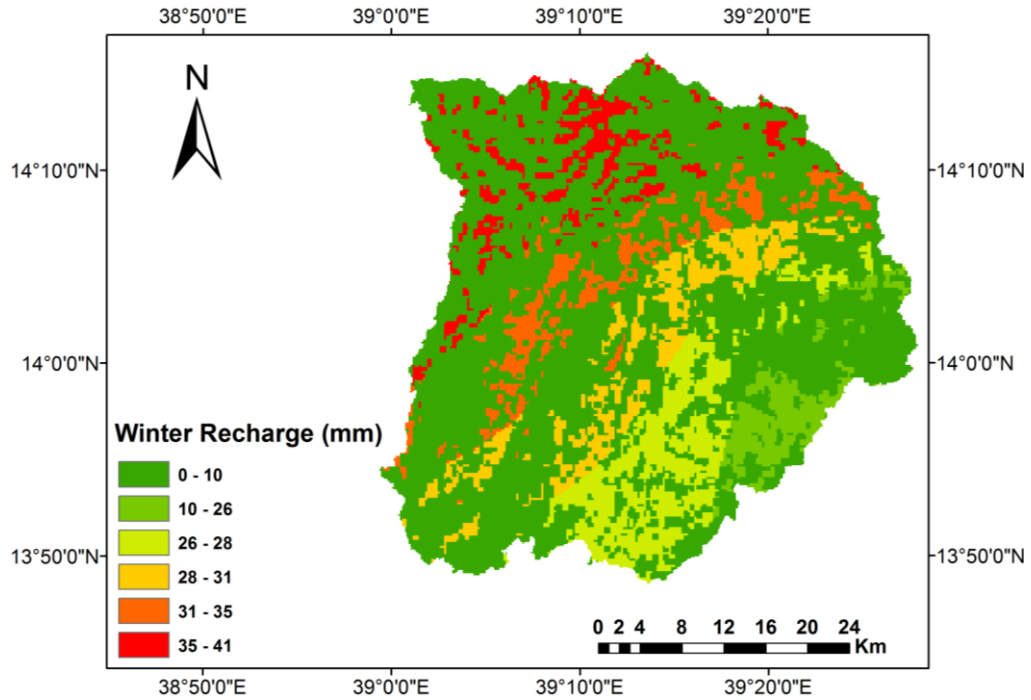 38°50'0"E 39°0'0"E 39°10'0"E 39°20'0"E
N
14°10'0"N 14°10'0"N
14°0'0"N 14°0'0"N
Winter Recharge (mm)
0 - 10
10 - 26
26 - 28
13°50'0"N 13°50'0"N
28 - 31
31 - 35
35 - 41
0 2 4 8 12 16 20 24
Km
38°50'0"E 39°0'0"E 39°10'0"E 39°20'0"E